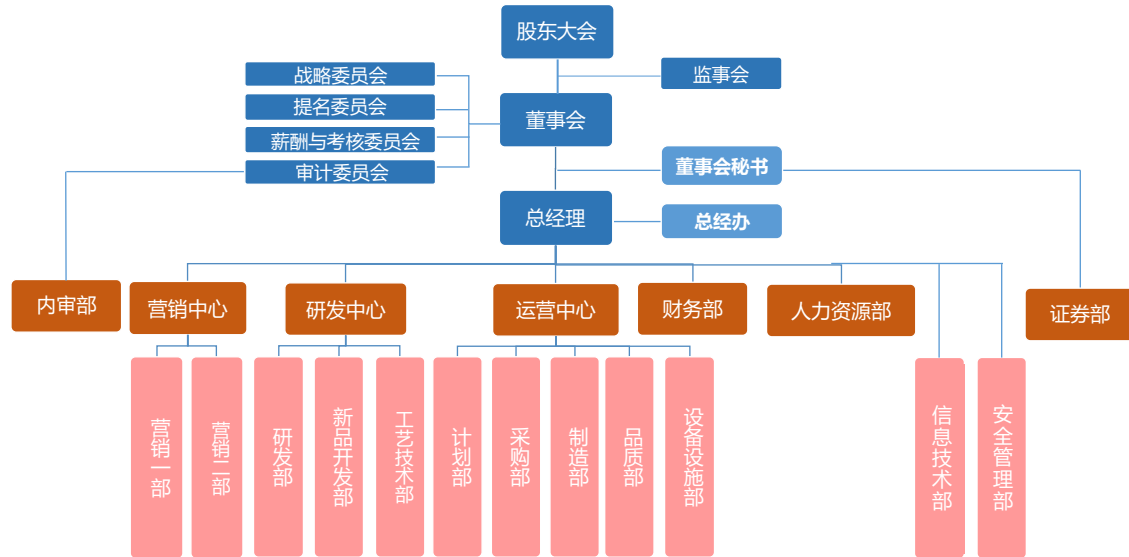 股东大会
战略委员会
监事会
提名委员会
董事会
薪酬与考核委员会
审计委员会
董事会秘书
总经理
总经办
内审部
营销中心
研发中心
运营中心
财务部
人力资源部
证券部
营销一部
营销二部
研发部
新品开发部
工艺技术部
计划部
采购部
制造部
品质部
设备设施部
信息技术部
安全管理部